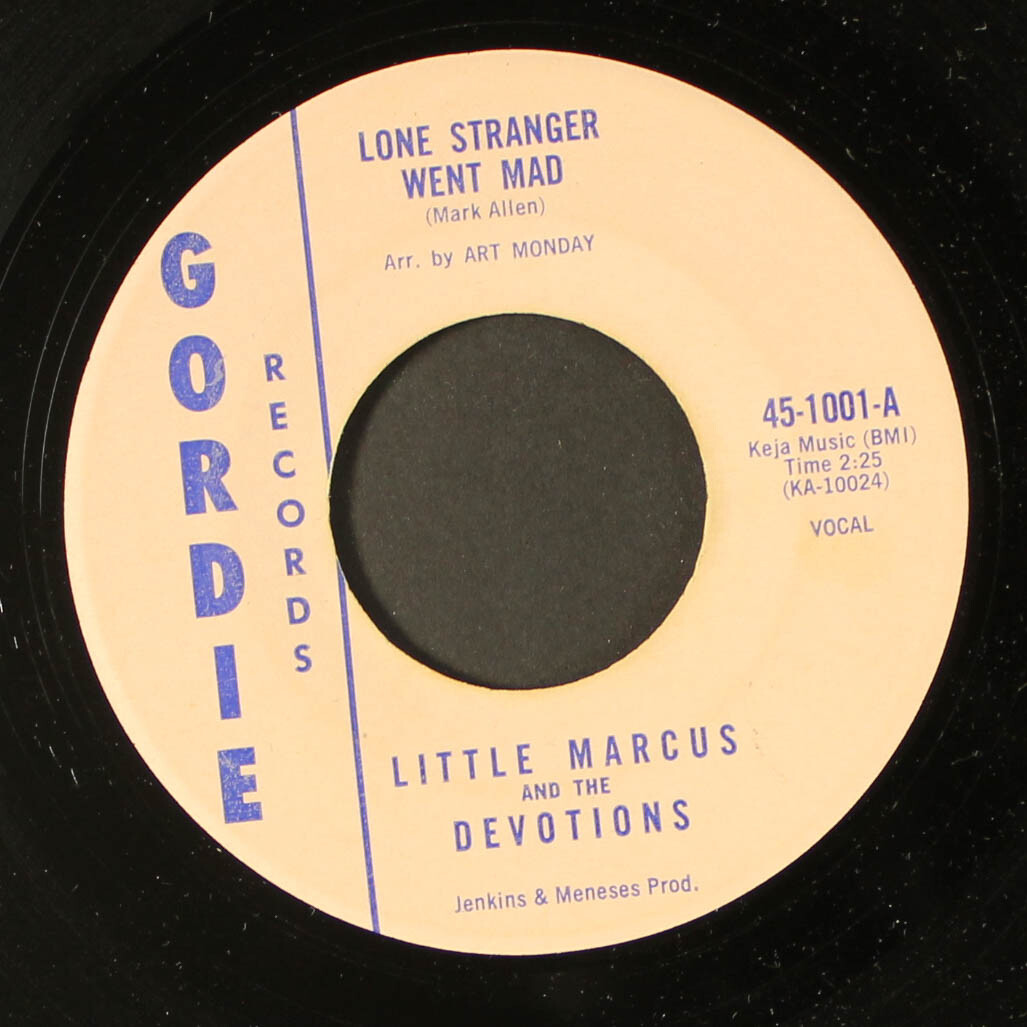 LONE STRANGER
WENT MAD
(Mark Allen)
Arr. by ART MONDAY
GORDIE
RECORDS
45-1001-A
Keja Music (BMI)
Time 2:25
(KA-10024)
VOCAL
LITTLE MARCUS
AND THE
DEVOTIONS
Jenkins & Meneses Prod.